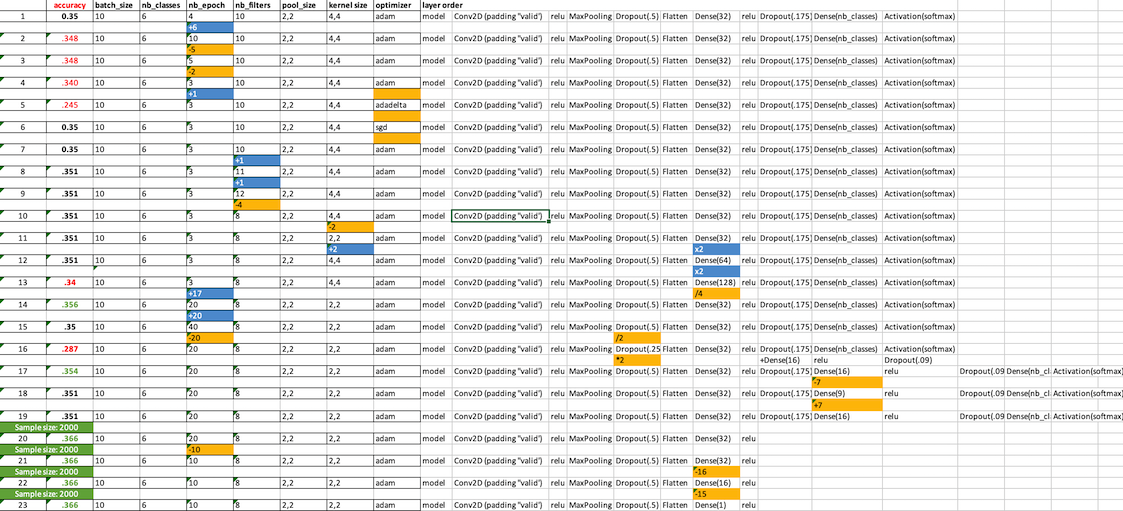 accuracy batch_size nb_classes nb_epoch nb_filters pool_size kernel size optimizer layer order
1 0.35 10 6 4 10 2,2 4,4 adam model Conv2D (padding "valid') relu MaxPooling Dropout(.5) Flatten Dense(32) relu Dropout(.175) Dense(nb_classes) Activation(softmax)
+6
2 .348 10 6 10 10 2,2 4,4 adam model Conv2D (padding "valid') relu MaxPooling Dropout(.5) Flatten Dense(32) relu Dropout(.175) Dense(nb_classes) Activation(softmax)
-5
3 .348 10 6 5 10 2,2 4,4 adam model Conv2D (padding "valid') relu MaxPooling Dropout(.5) Flatten Dense(32) relu Dropout(.175) Dense(nb_classes) Activation(softmax)
-2
4 .340 10 6 3 10 2,2 4,4 adam model Conv2D (padding "valid') relu MaxPooling Dropout(.5) Flatten Dense(32) relu Dropout(.175) Dense(nb_classes) Activation(softmax)
+1
5 .245 10 6 3 10 2,2 4,4 adadelta model Conv2D (padding "valid') relu MaxPooling Dropout(.5) Flatten Dense(32) relu Dropout(.175) Dense(nb_classes) Activation(softmax)
6 0.35 10 6 3 10 2,2 4,4 sgd model Conv2D (padding "valid') relu MaxPooling Dropout(.5) Flatten Dense(32) relu Dropout(.175) Dense(nb_classes) Activation(softmax)
7 0.35 10 6 3 10 2,2 4,4 adam model Conv2D (padding "valid') relu MaxPooling Dropout(.5) Flatten Dense(32) relu Dropout(.175) Dense(nb_classes) Activation(softmax)
+1
8 .351 10 6 3 11 2,2 4,4 adam model Conv2D (padding "valid') relu MaxPooling Dropout(.5) Flatten Dense(32) relu Dropout(.175) Dense(nb_classes) Activation(softmax)
+1
9 .351 10 6 3 12 2,2 4,4 adam model Conv2D (padding "valid') relu MaxPooling Dropout(.5) Flatten Dense(32) relu Dropout(.175) Dense(nb_classes) Activation(softmax)
-4
10 .351 10 6 3 8 2,2 4,4 adam model Conv2D (padding "valid') relu MaxPooling Dropout(.5) Flatten Dense(32) relu Dropout(.175) Dense(nb_classes) Activation(softmax)
-2
11 .351 10 6 3 8 2,2 2,2 adam model Conv2D (padding "valid') relu MaxPooling Dropout(.5) Flatten Dense(32) relu Dropout(.175) Dense(nb_classes) Activation(softmax)
+2 x2
12 .351 10 6 3 8 2,2 4,4 adam model Conv2D (padding "valid') relu MaxPooling Dropout(.5) Flatten Dense(64) relu Dropout(.175) Dense(nb_classes) Activation(softmax)
x2
13 .34 10 6 3 8 2,2 4,4 adam model Conv2D (padding "valid') relu MaxPooling Dropout(.5) Flatten Dense(128) relu Dropout(.175) Dense(nb_classes) Activation(softmax)
+17 /4
14 .356 10 6 20 8 2,2 2,2 adam model Conv2D (padding "valid') relu MaxPooling Dropout(.5) Flatten Dense(32) relu Dropout(.175) Dense(nb_classes) Activation(softmax)
+20
15 .35 10 6 40 8 2,2 2,2 adam model Conv2D (padding "valid') relu MaxPooling Dropout(.5) Flatten Dense(32) relu Dropout(.175) Dense(nb_classes) Activation(softmax)
-20 /2
16 .287 10 6 20 8 2,2 2,2 adam model Conv2D (padding "valid') relu MaxPooling Dropout(.25 Flatten Dense(32) relu Dropout(.175) Dense(nb_classes) Activation(softmax)
*2 +Dense(16) relu Dropout(.09)
17 .354 10 6 20 8 2,2 2,2 adam model Conv2D (padding "valid') relu MaxPooling Dropout(.5) Flatten Dense(32) relu Dropout(.175) Dense(16) relu Dropout(.09 Dense(nb_cl Activation(softmax)
-7
18 .351 10 6 20 8 2,2 2,2 adam model Conv2D (padding "valid') relu MaxPooling Dropout(.5) Flatten Dense(32) relu Dropout(.175) Dense(9) relu Dropout(.09 Dense(nb_cl Activation(softmax)
+7
19 .351 10 6 20 8 2,2 2,2 adam model Conv2D (padding "valid') relu MaxPooling Dropout(.5) Flatten Dense(32) relu Dropout(.175) Dense(16) relu Dropout(.09 Dense(nb_cl Activation(softmax)
Sample size: 2000
20 .366 10 6 20 8 2,2 2,2 adam model Conv2D (padding "valid') relu MaxPooling Dropout(.5) Flatten Dense(32) relu
Sample size: 2000 -10
21 .366 10 6 10 8 2,2 2,2 adam model Conv2D (padding "valid') relu MaxPooling Dropout(.5) Flatten Dense(32) relu
Sample size: 2000 -16
22 .366 10 6 10 8 2,2 2,2 adam model Conv2D (padding "valid') relu MaxPooling Dropout(.5) Flatten Dense(16) relu
Sample size: 2000 -15
23 .366 10 6 10 8 2,2 2,2 adam model Conv2D (padding "valid') relu MaxPooling Dropout(.5) Flatten Dense(1) relu